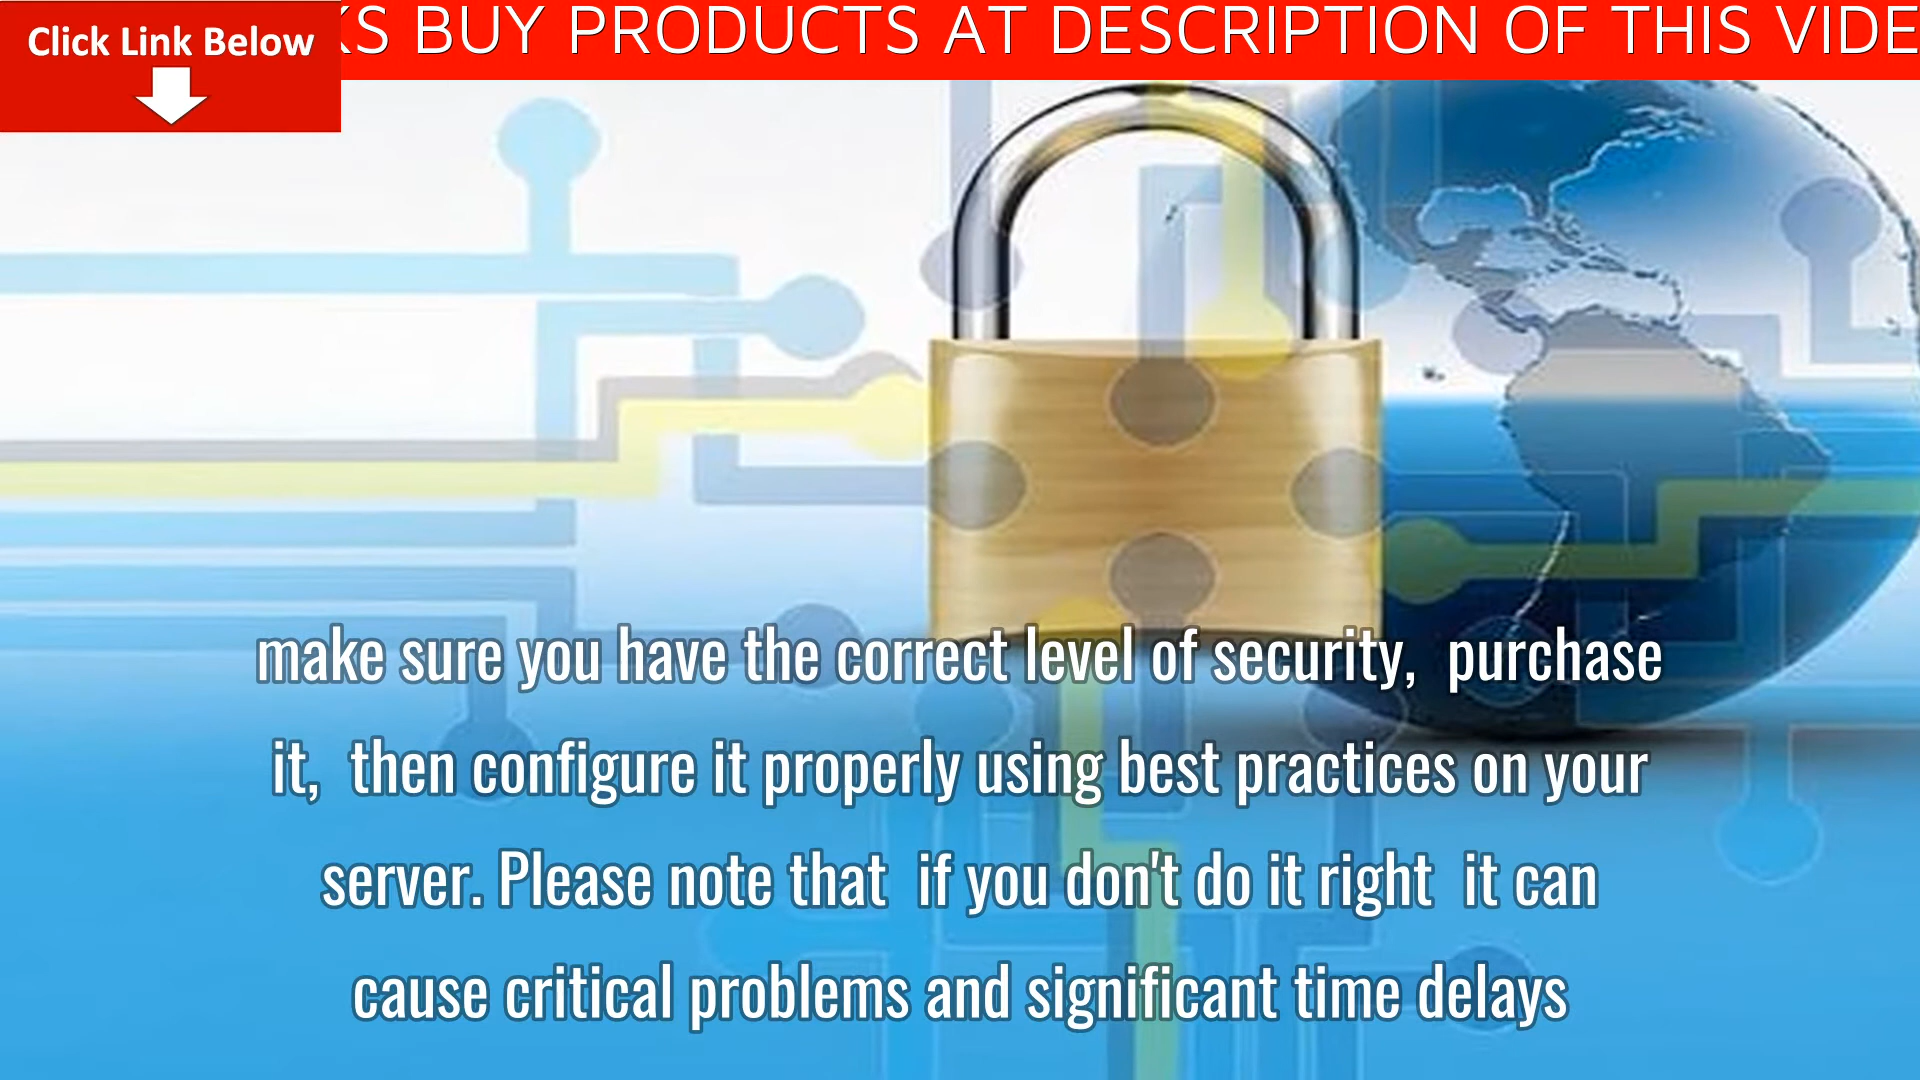 Click Link Below
BUY PRODUCTS AT DESCRIPTION OF THIS
make sure you have the correct level of security, purchase
it, then configure it properly using best practices on your
server. Please note that if you don't do it right it can
cause critical problems and significant time delays